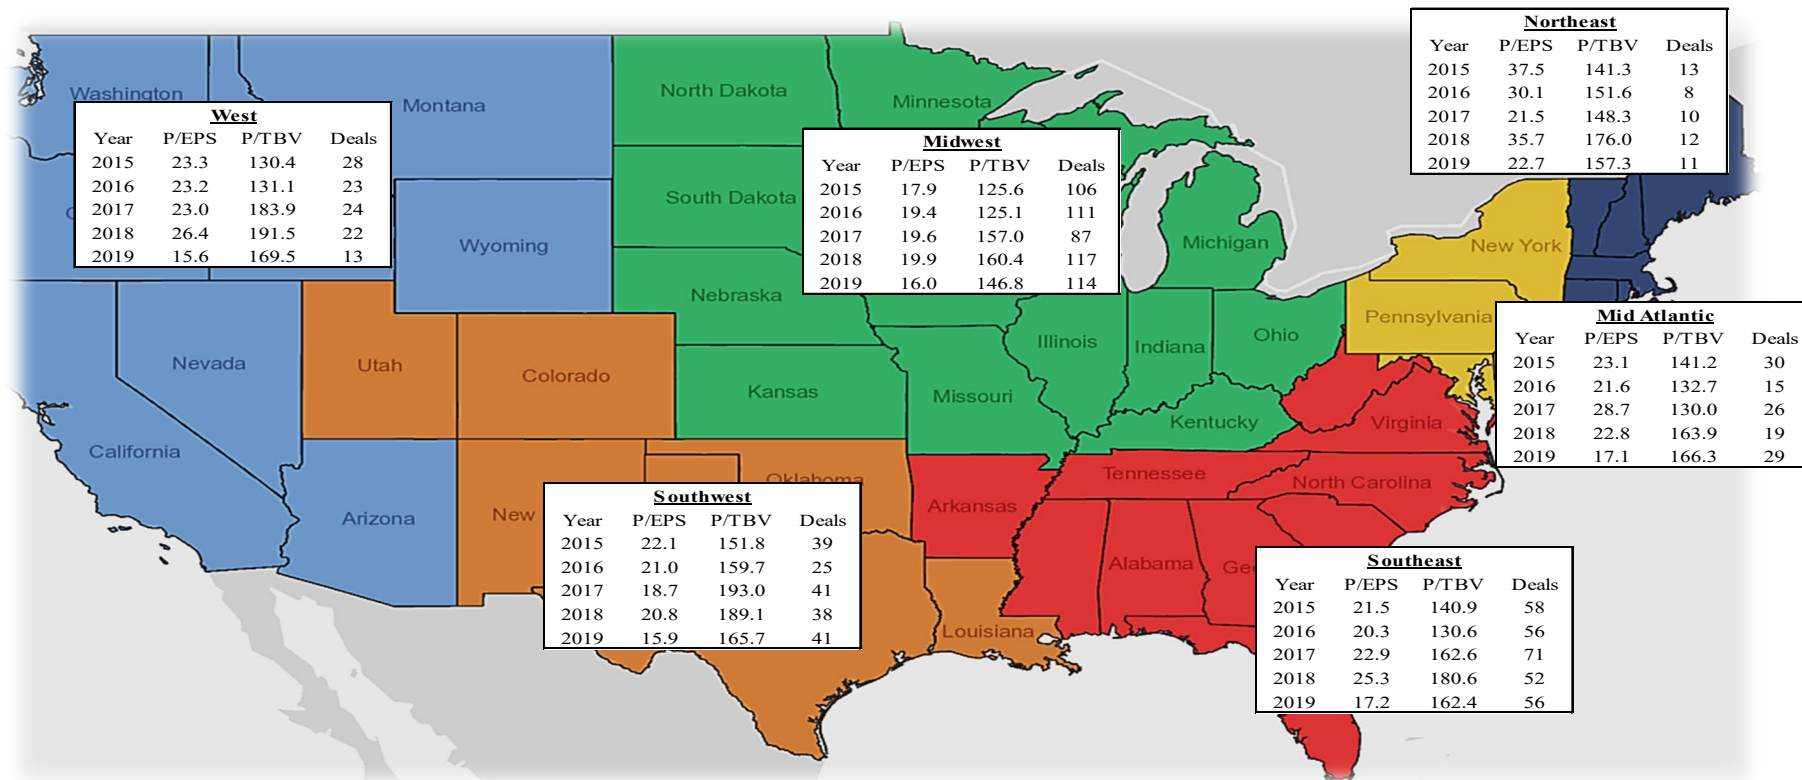 Northeast
Year P/EPS P/TBV Deals
2015 37.5 141.3 13
2016 30.1 151.6 8
2017 21.5 148.3 10
2018 35.7 176.0 12
2019 22.7 157.3 11
Washington
Montana
North Dakota
Minnesota
West
Year P/EPS P/TBV Deals
2015 23.3 130.4 28
2016 23.2 131.1 23
2017 23.0 183.9 24
2018 26.4 191.5 22
2019 15.6 169.5 13
Midwest
Year P/EPS P/TBV Deals
2015 17.9 125.6 106
2016 19.4 125.1 111
2017 19.6 157.0 87
2018 19.9 160.4 117
2019 16.0 146.8 114
South Dakota
Wyoming
Michigan
New York
Nebraska
Pennsylvania
Mid Atlantic
Year P/EPS P/TBV Deals
2015 23.1 141.2 30
2016 21.6 132.7 15
2017 28.7 130.0 26
2018 22.8 163.9 19
2019 17.1 166.3 29
Nevada
Utah
Colorado
Illinois
Indiana
Ohio
Kansas
Missouri
Kentucky
Virginia
California
Oklahoma
Tennessee
North Carolina
Arizona
New
Arkansas
Southwest
Year P/EPS P/TBV Deals
2015 22.1 151.8 39
2016 21.0 159.7 25
2017 18.7 193.0 41
2018 20.8 189.1 38
2019 15.9 165.7 41
Alabama
Ge
Louisiana
Southeast
Year P/EPS P/TBV Deals
2015 21.5 140.9 58
2016 20.3 130.6 56
2017 22.9 162.6 71
2018 25.3 180.6 52
2019 17.2 162.4 56